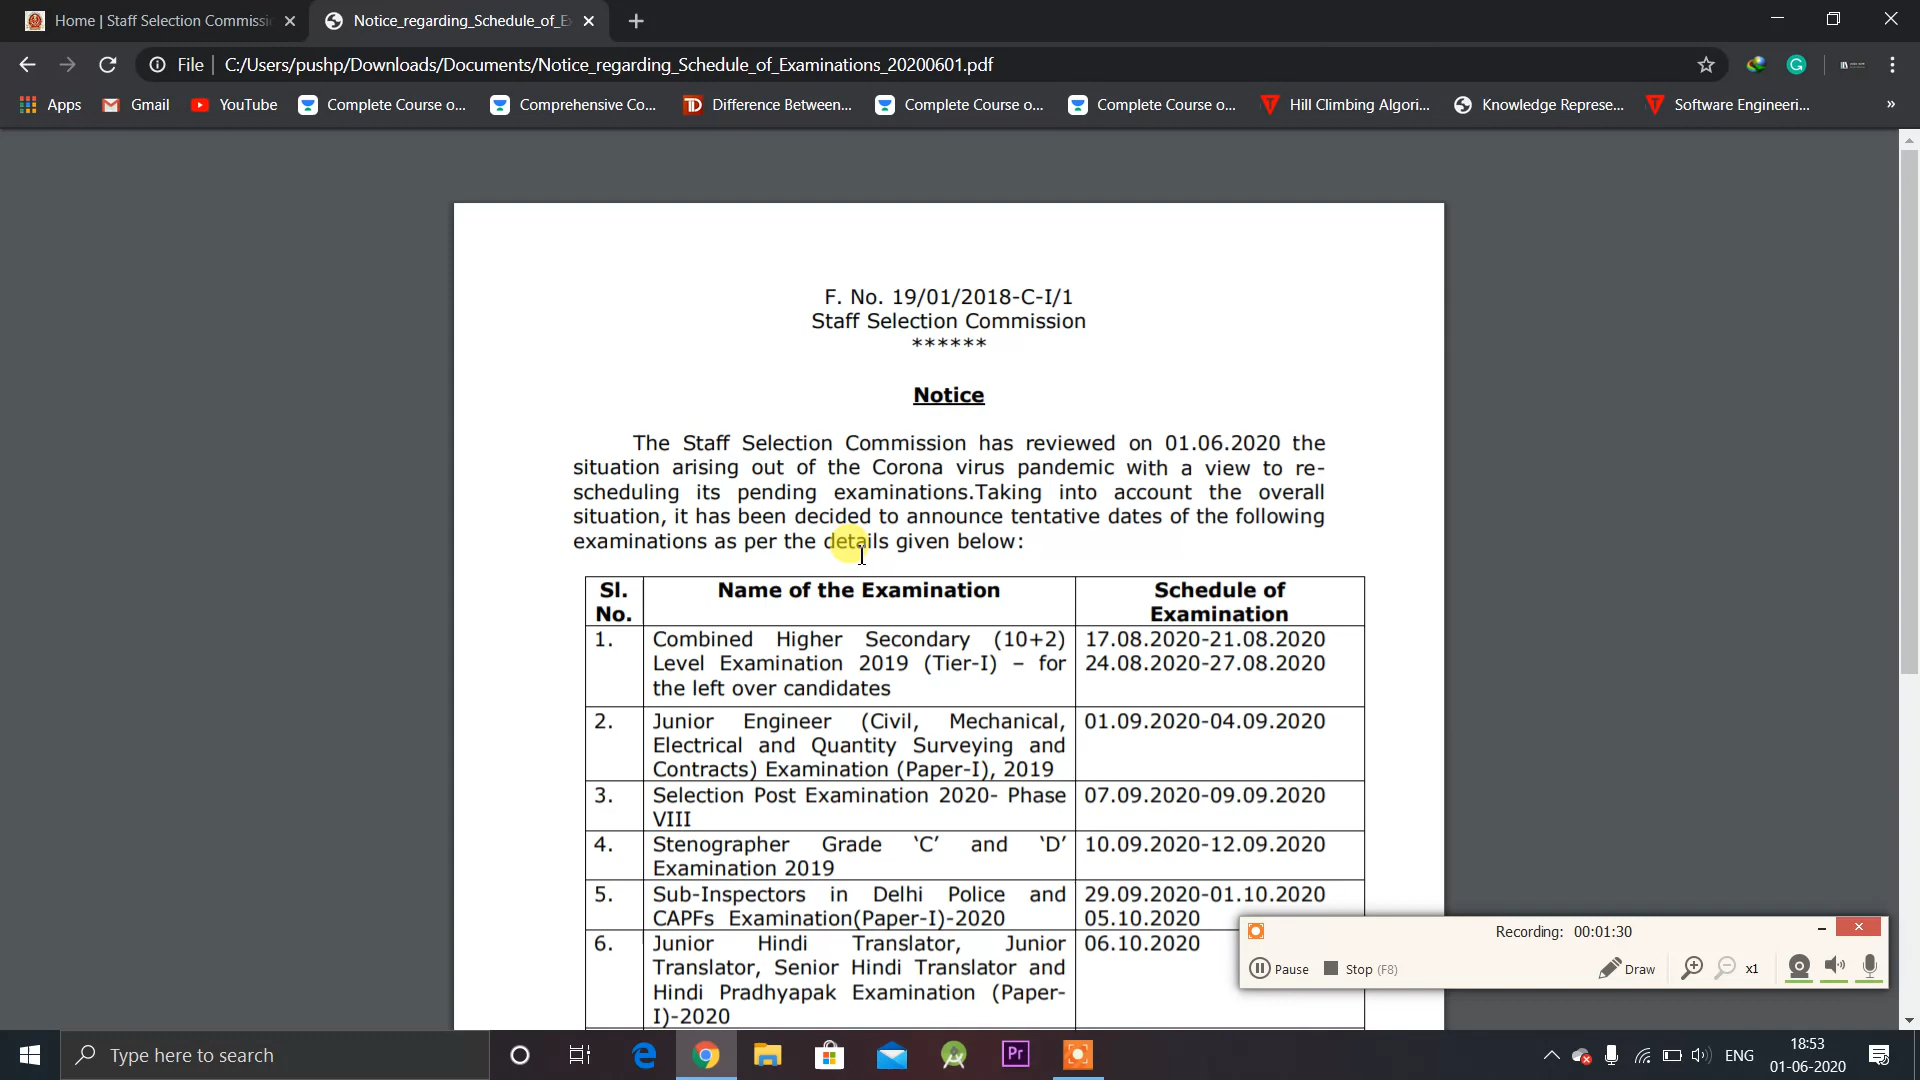 Home | Staff Selection Commissi
Notice_regarding_Schedule_of_E
File
C:/Users/pushp/Downloads/Documents/Notice_regarding_Schedule_of_Examinations_20200601.pdf
Apps
Gmail
YouTube
Complete Course o...
Comprehensive Co...
Difference Between...
Complete Course o...
Complete Course o...
Hill Climbing Algori...
Knowledge Represe...
Software Engineeri...
»
F. No. 19/01/2018-C-I/1
Staff Selection Commission
******
Notice
The Staff Selection Commission has reviewed on 01.06.2020 the
situation arising out of the Corona virus pandemic with a view to re-
scheduling its pending examinations.Taking into account the overall
situation, it has been decided to announce tentative dates of the following
examinations as per the details given below:
Sl. No.
Name of the Examination
Schedule of Examination
1.
Combined Higher Secondary (10+2)
Level Examination 2019 (Tier-I) – for
the left over candidates
17.08.2020-21.08.2020
24.08.2020-27.08.2020
2.
Junior Engineer (Civil, Mechanical,
Electrical and Quantity Surveying and
Contracts) Examination (Paper-I), 2019
01.09.2020-04.09.2020
3.
Selection Post Examination 2020- Phase
VIII
07.09.2020-09.09.2020
4.
Stenographer Grade ‘C’ and ‘D’
Examination 2019
10.09.2020-12.09.2020
5.
Sub-Inspectors in Delhi Police and
CAPFs Examination(Paper-I)-2020
29.09.2020-01.10.2020
05.10.2020
6.
Junior Hindi Translator, Junior
Translator, Senior Hindi Translator and
Hindi Pradhyapak Examination (Paper-
I)-2020
06.10.2020
Recording: 00:01:30
Pause
Stop (F8)
Draw
x1
Type here to search
Pr
ENG
18:53
01-06-2020